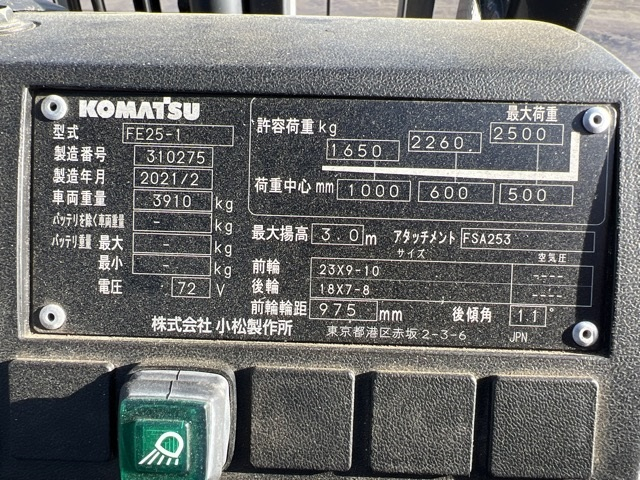 KOMATSU
型式 FE25-1
製造番号 310275
製造年月 2021/2
車両重量 3910 kg
バッテリを除く車両重量 - kg
バッテリ重量 最大 - kg
最小 - kg
電圧 72 V
株式会社 小松製作所
最大荷重
許容荷重 kg 1650 2260 2500
荷重中心 mm 1000 600 500
最大揚高 3.0 m アタッチメント FSA253
サイズ 空気圧
前輪 23X9-10 ----
後輪 18X7-8 ----
前輪輪距 975 mm 後傾角 11 °
東京都港区赤坂2-3-6 JPN